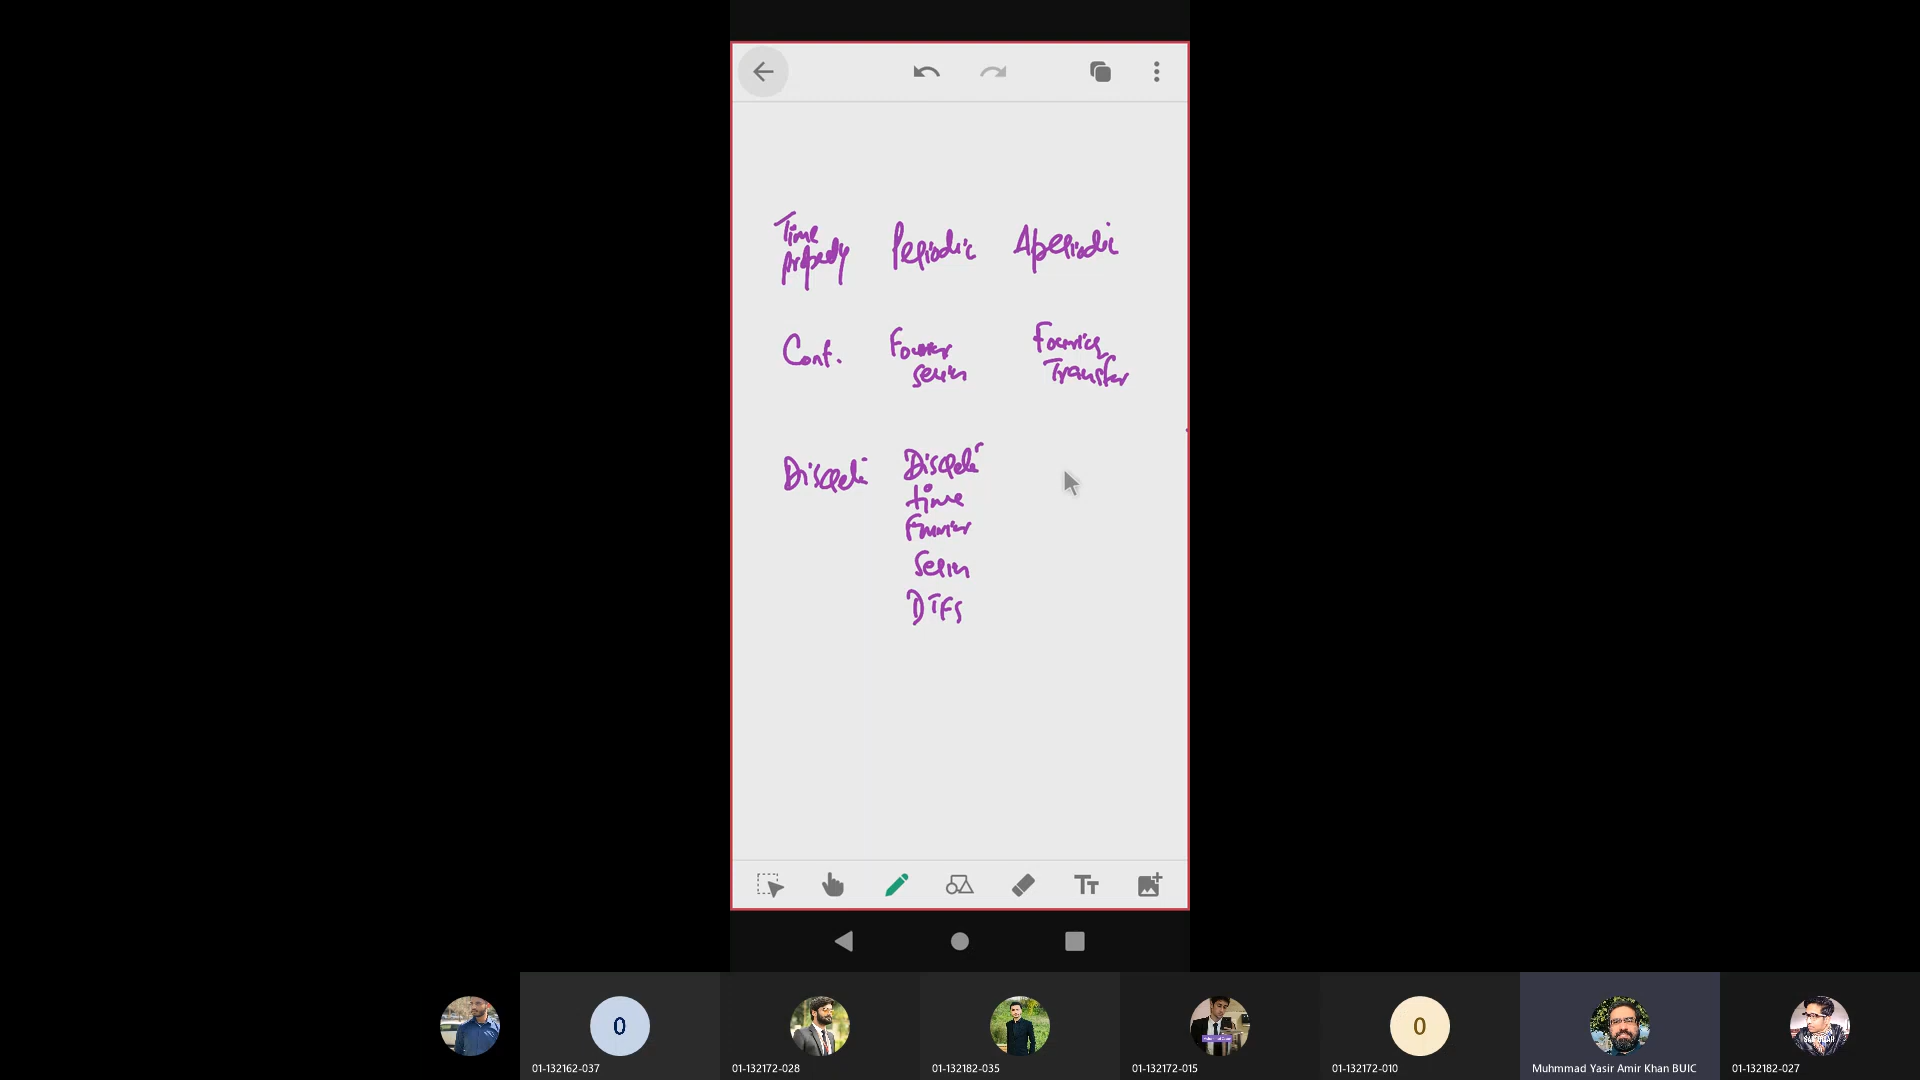 Time Periodic Aperiodic
property
Cont. Fourier Fourier
Series Transfer
Discrete Discrete
time
Fourier
Series
DTFS
0
0
01-132162-037
01-132172-028
01-132182-035
01-132172-015
01-132172-010
Muhmmad Yasir Amir Khan BUIC
01-132182-027